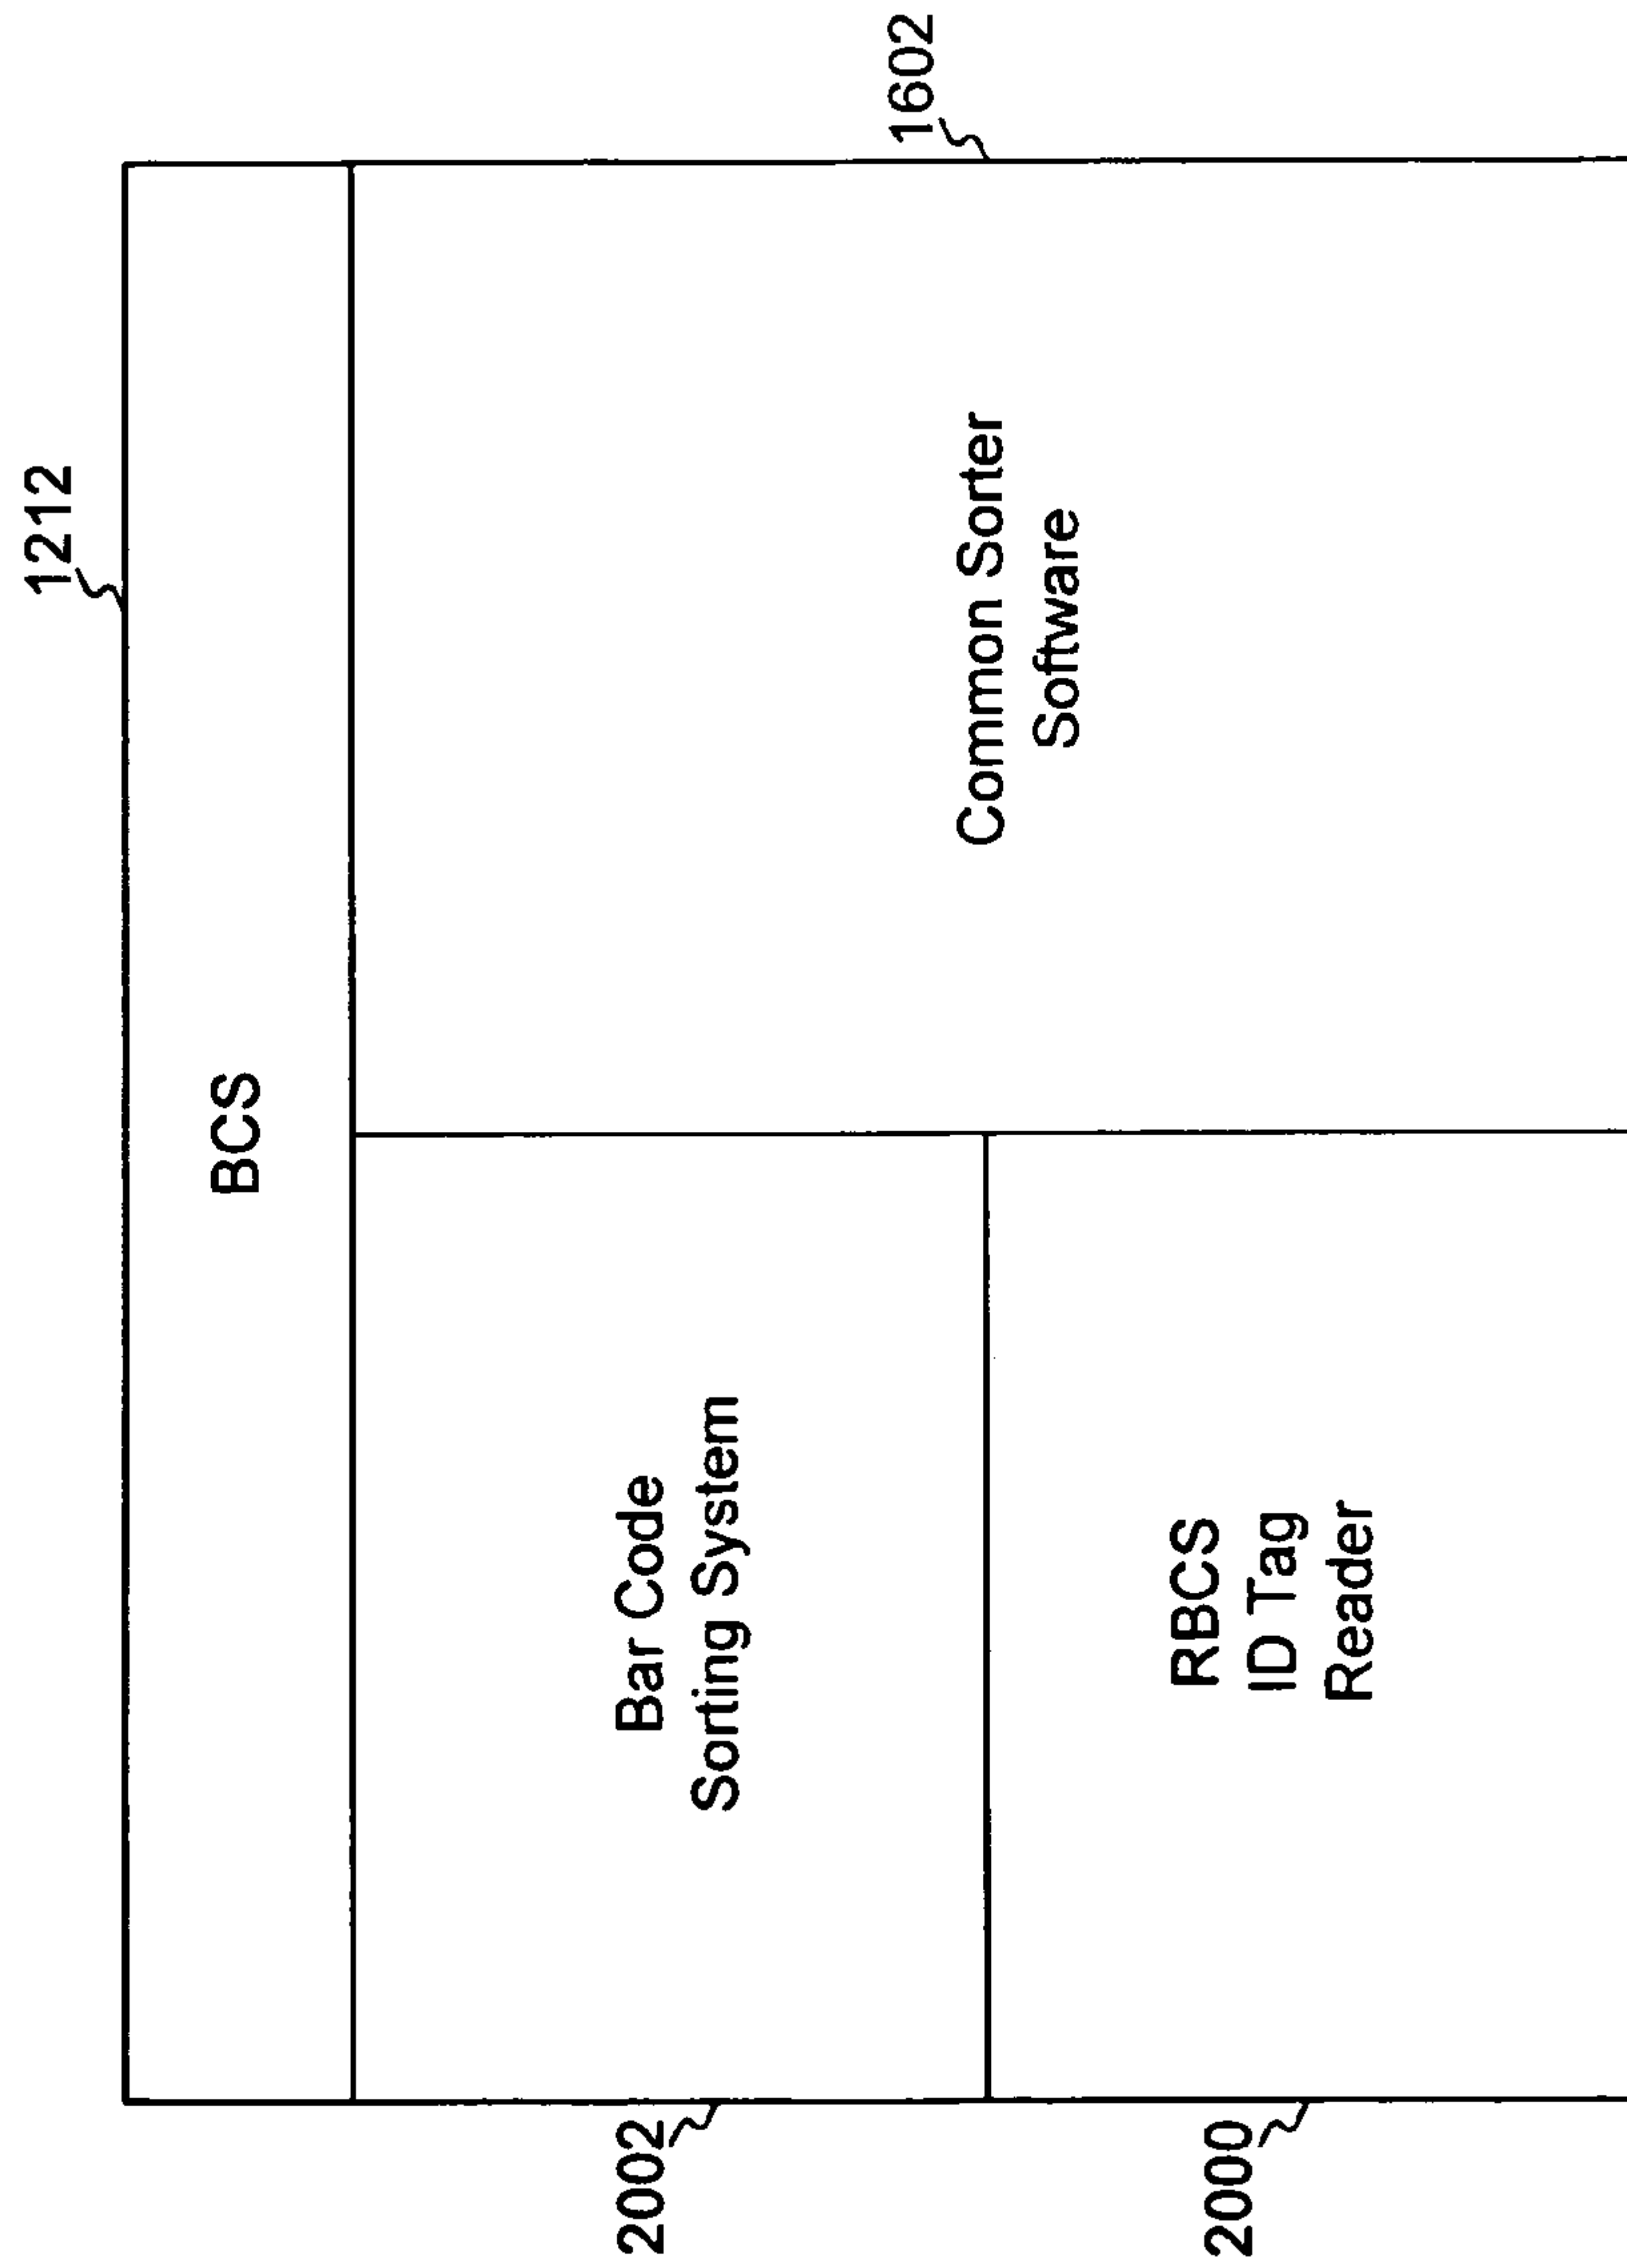 1212
BCS
2002
Bar Code
Sorting System
1602
Common Sorter
Software
2000
RBCS
ID Tag
Reader